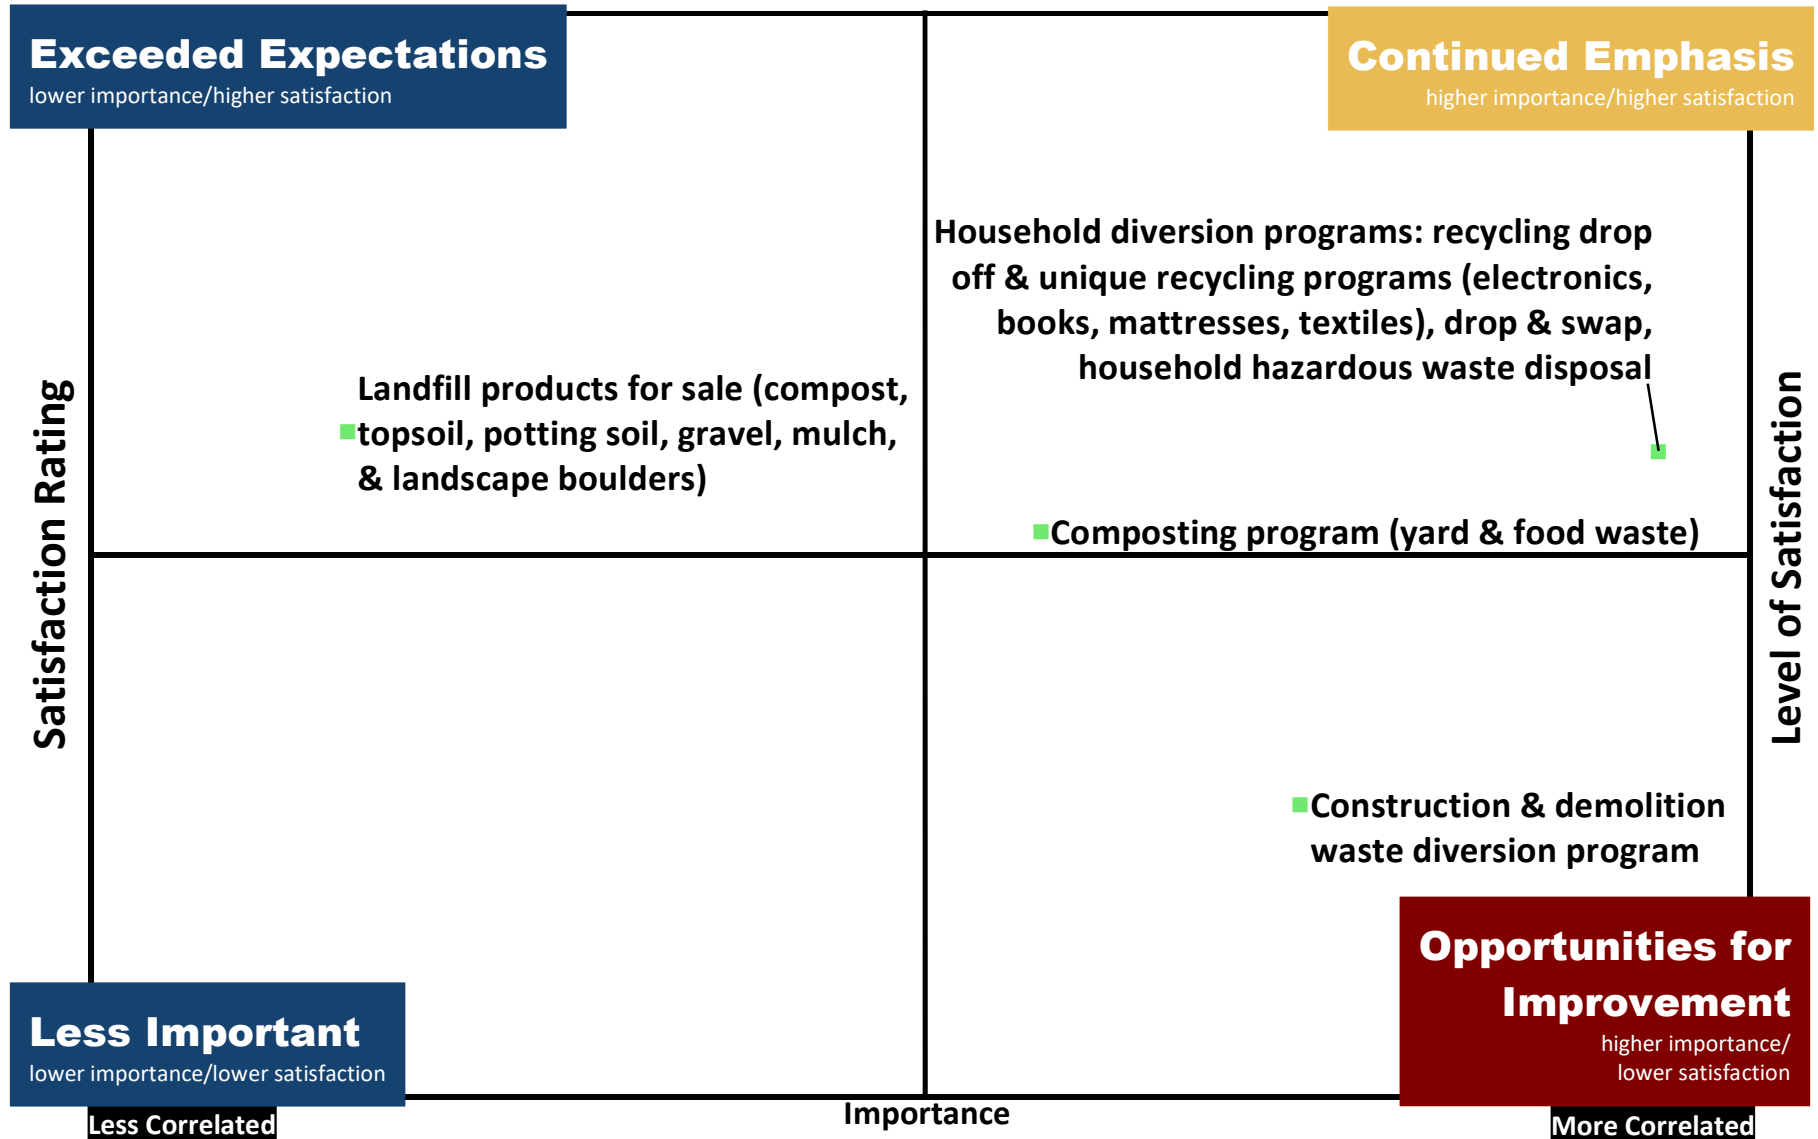 Exceeded Expectations
lower importance/higher satisfaction
Continued Emphasis
higher importance/higher satisfaction
Household diversion programs: recycling drop
off & unique recycling programs (electronics,
books, mattresses, textiles), drop & swap,
household hazardous waste disposal
Landfill products for sale (compost,
topsoil, potting soil, gravel, mulch,
& landscape boulders)
Satisfaction Rating
Level of Satisfaction
Composting program (yard & food waste)
Construction & demolition
waste diversion program
Opportunities for
Improvement
higher importance/
lower satisfaction
Less Important
lower importance/lower satisfaction
Less Correlated
Importance
More Correlated